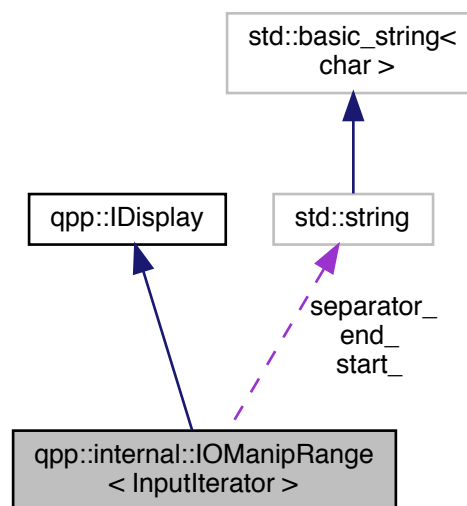 std::basic_string<
char >
qpp::IDisplay
std::string
separator_
end_
start_
qpp::internal::IOManipRange
< InputIterator >